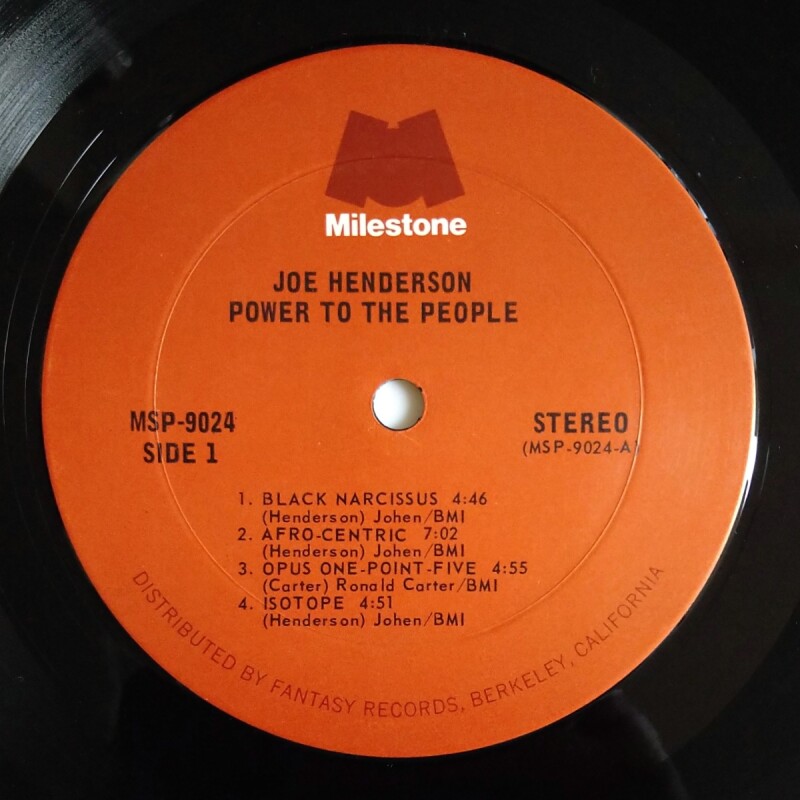 Milestone
JOE HENDERSON
POWER TO THE PEOPLE
MSP-9024
SIDE 1
STEREO
(MSP-9024-A)
1. BLACK NARCISSUS 4:46
(Henderson) Johen/BMI
2. AFRO-CENTRIC 7:02
(Henderson) Johen/BMI
3. OPUS ONE-POINT-FIVE 4:55
(Carter) Ronald Carter/BMI
4. ISOTOPE 4:51
(Henderson) Johen/BMI
DISTRIBUTED BY FANTASY RECORDS, BERKELEY, CALIFORNIA